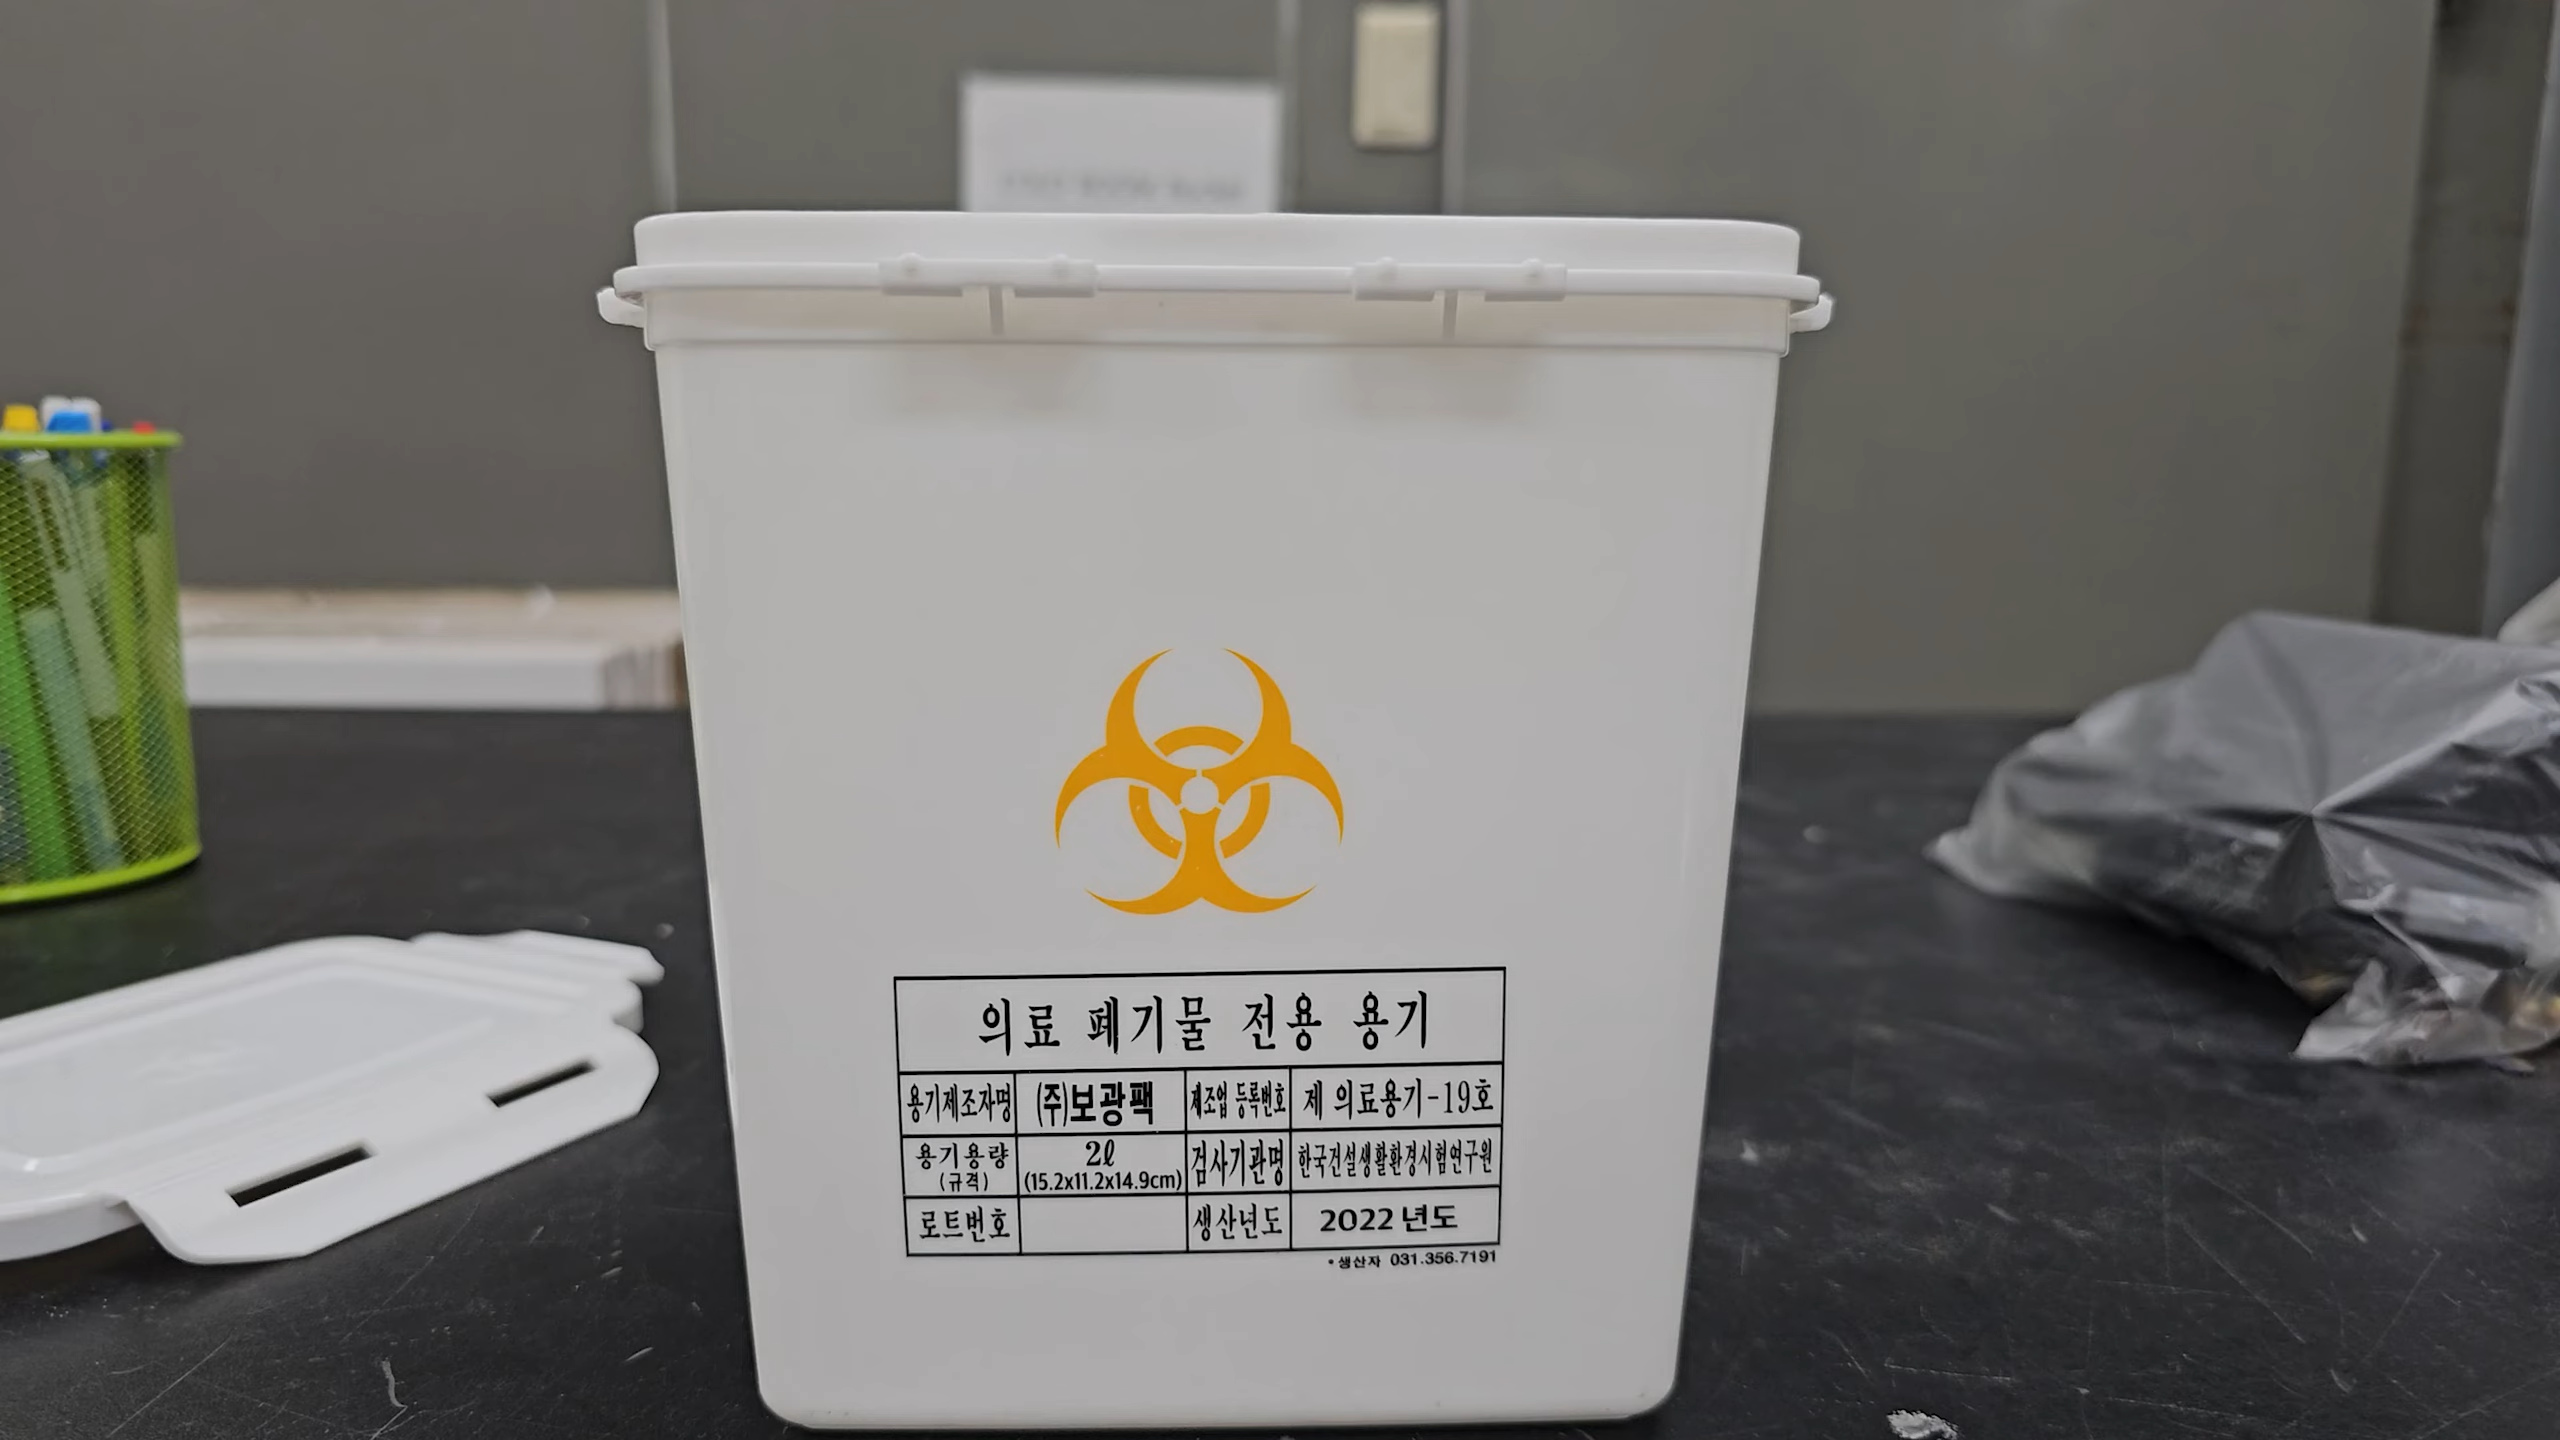 의료 폐기물 전용 용기
용기제조자명 (주)보광팩 제조업 등록번호 제 의료용기-19호
용기용량 (규격) 2ℓ (15.2x11.2x14.9cm) 검사기관명 한국건설생활환경시험연구원
로트번호 생산년도 2022년도
*생산자 031.356.7191